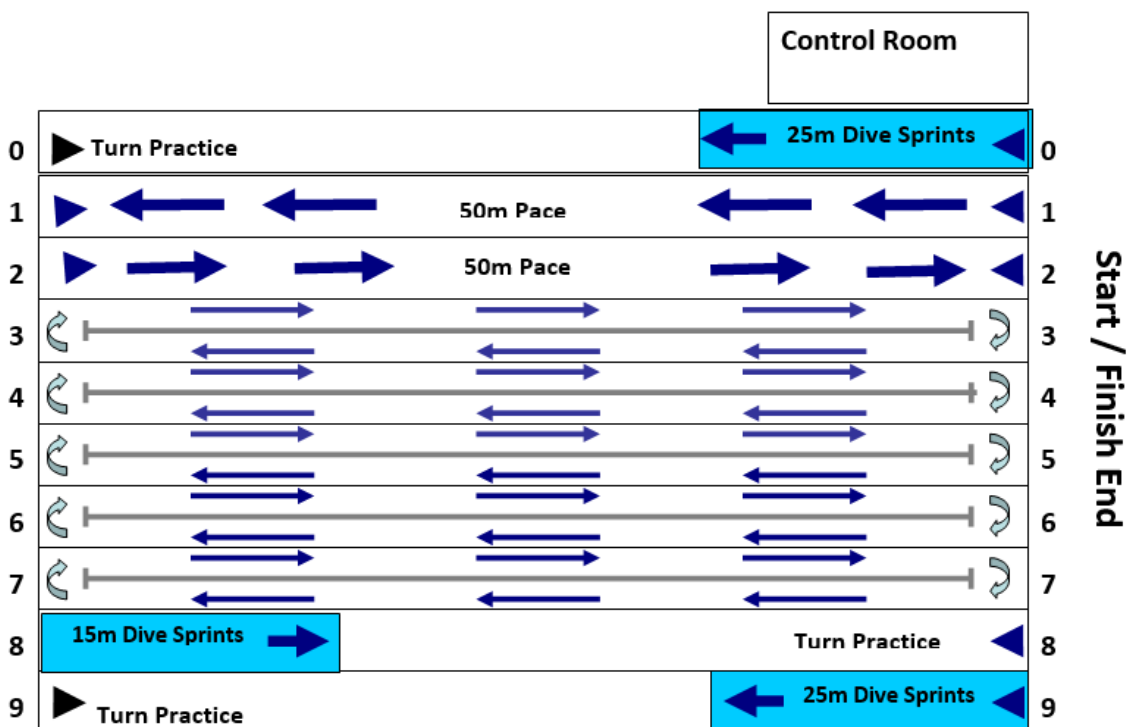 Control Room
0 Turn Practice 25m Dive Sprints 0
1 50m Pace 1
2 50m Pace 2
3 3
4 4
5 5
6 6
7 7
8 15m Dive Sprints Turn Practice 8
9 Turn Practice 25m Dive Sprints 9
Start / Finish End